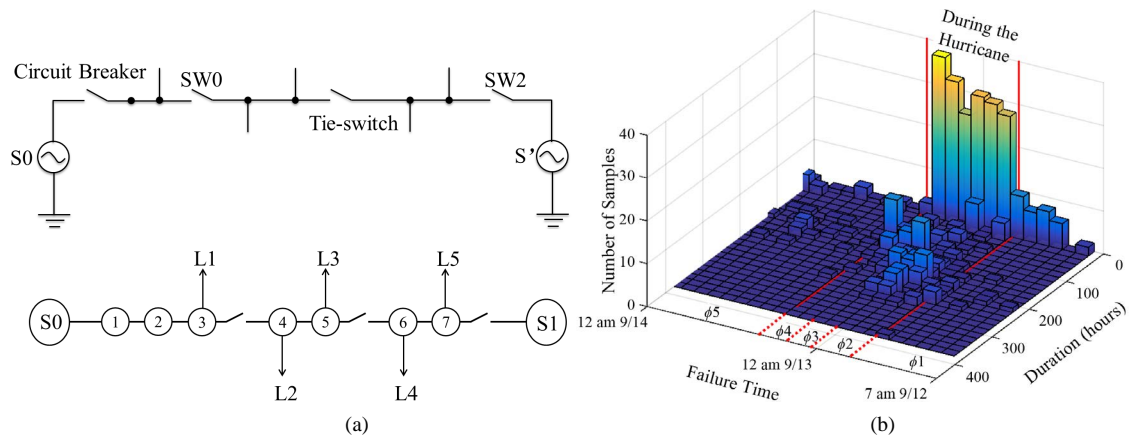 Circuit Breaker
SW0
SW2
Tie-switch
S0
S’
L1
L3
L5
S0
1
2
3
4
5
6
7
S1
L2
L4
(a)
During the
Hurricane
Number of Samples
40
30
20
10
0
12 am 9/14
ϕ5
ϕ4
ϕ3
ϕ2
ϕ1
12 am 9/13
7 am 9/12
Failure Time
0
100
200
300
400
Duration (hours)
(b)